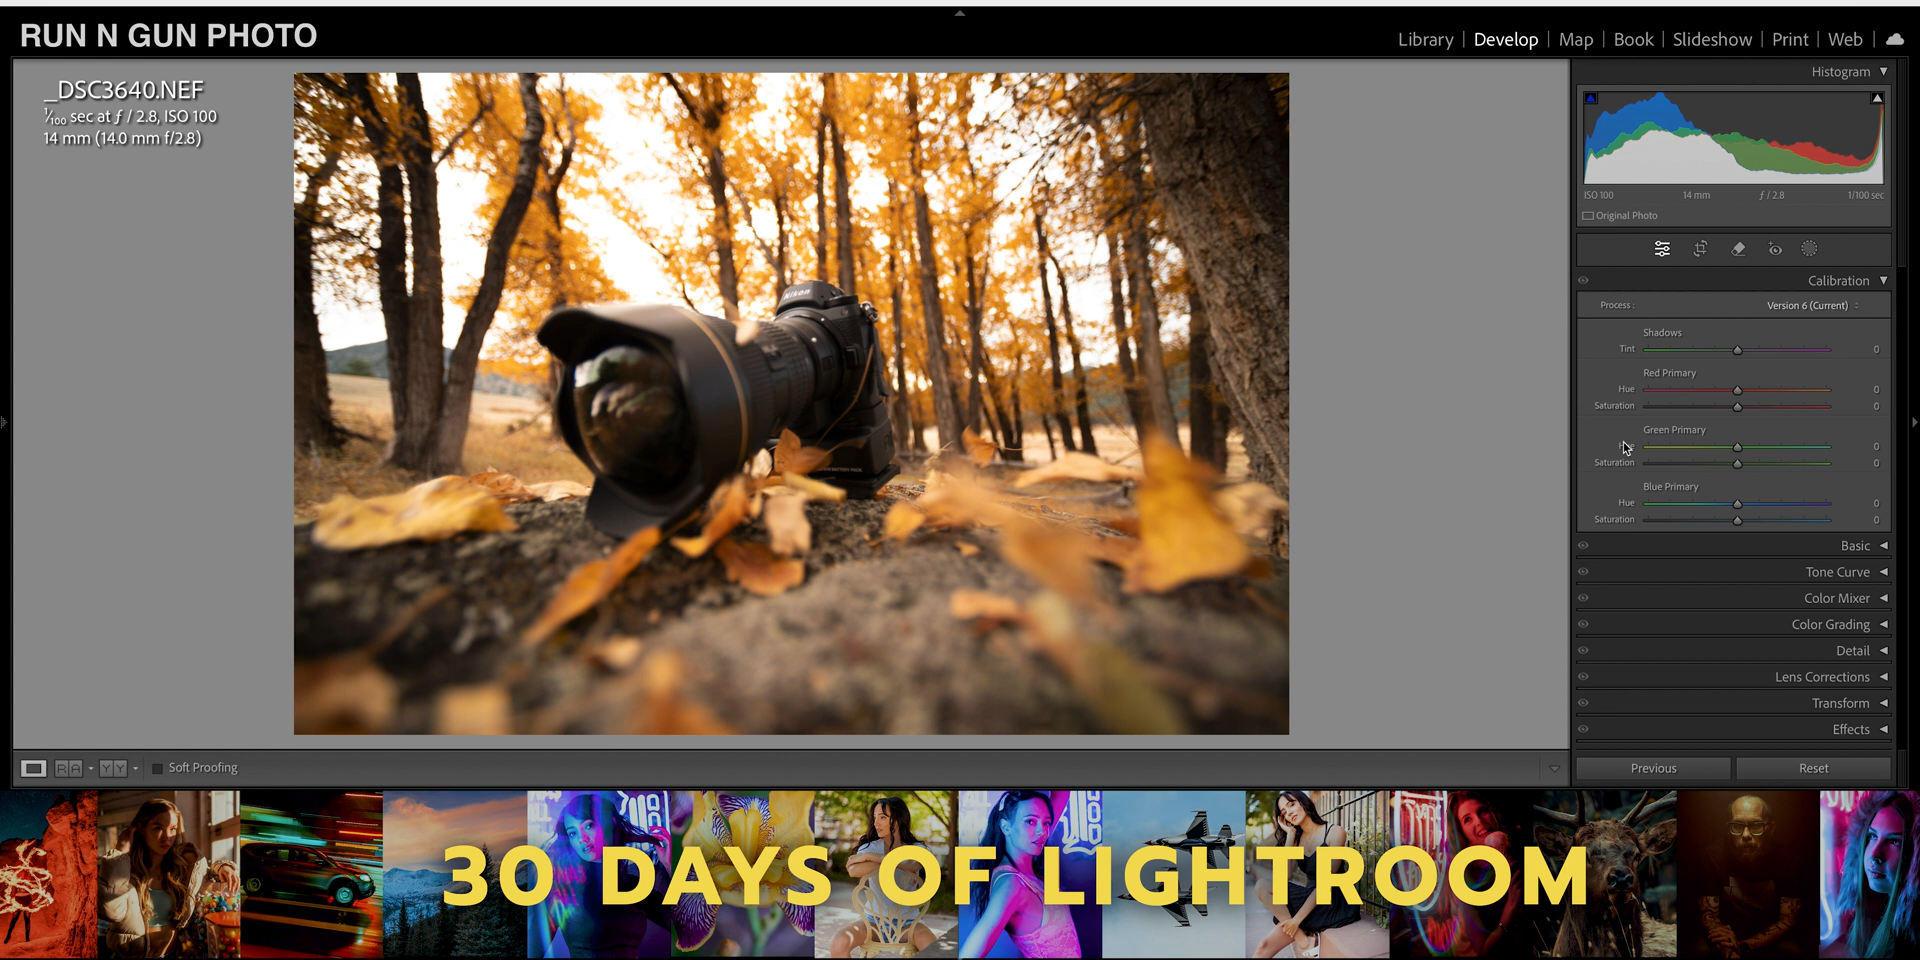 RUN N GUN PHOTO
Library | Develop | Map | Book | Slideshow | Print | Web |
_DSC3640.NEF
1/100 sec at ƒ / 2.8, ISO 100
14 mm (14.0 mm f/2.8)
Nikon
Histogram
ISO 100 14 mm ƒ / 2.8 1/100 sec
Original Photo
Calibration
Process : Version 6 (Current)
Shadows
Tint 0
Red Primary
Hue 0
Saturation 0
Green Primary
0
Saturation 0
Blue Primary
Hue 0
Saturation 0
Basic
Tone Curve
Color Mixer
Color Grading
Detail
Lens Corrections
Transform
Effects
Previous Reset
RA YY Soft Proofing
30 DAYS OF LIGHTROOM